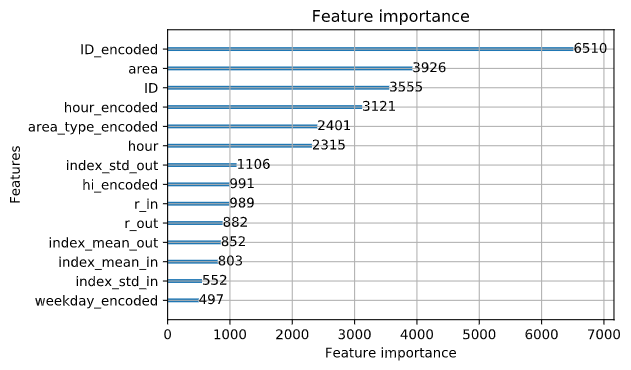 Feature importance
ID_encoded 6510
area 3926
ID 3555
hour_encoded 3121
area_type_encoded 2401
hour 2315
index_std_out 1106
hi_encoded 991
r_in 989
r_out 882
index_mean_out 852
index_mean_in 803
index_std_in 552
weekday_encoded 497
Features
0 1000 2000 3000 4000 5000 6000 7000
Feature importance